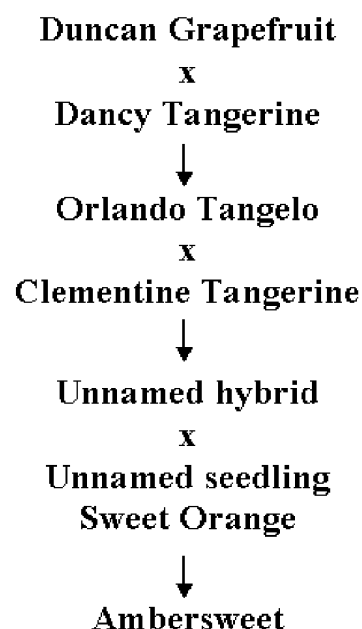 Duncan Grapefruit
x
Dancy Tangerine
Orlando Tangelo
x
Clementine Tangerine
Unnamed hybrid
x
Unnamed seedling
Sweet Orange
Ambersweet